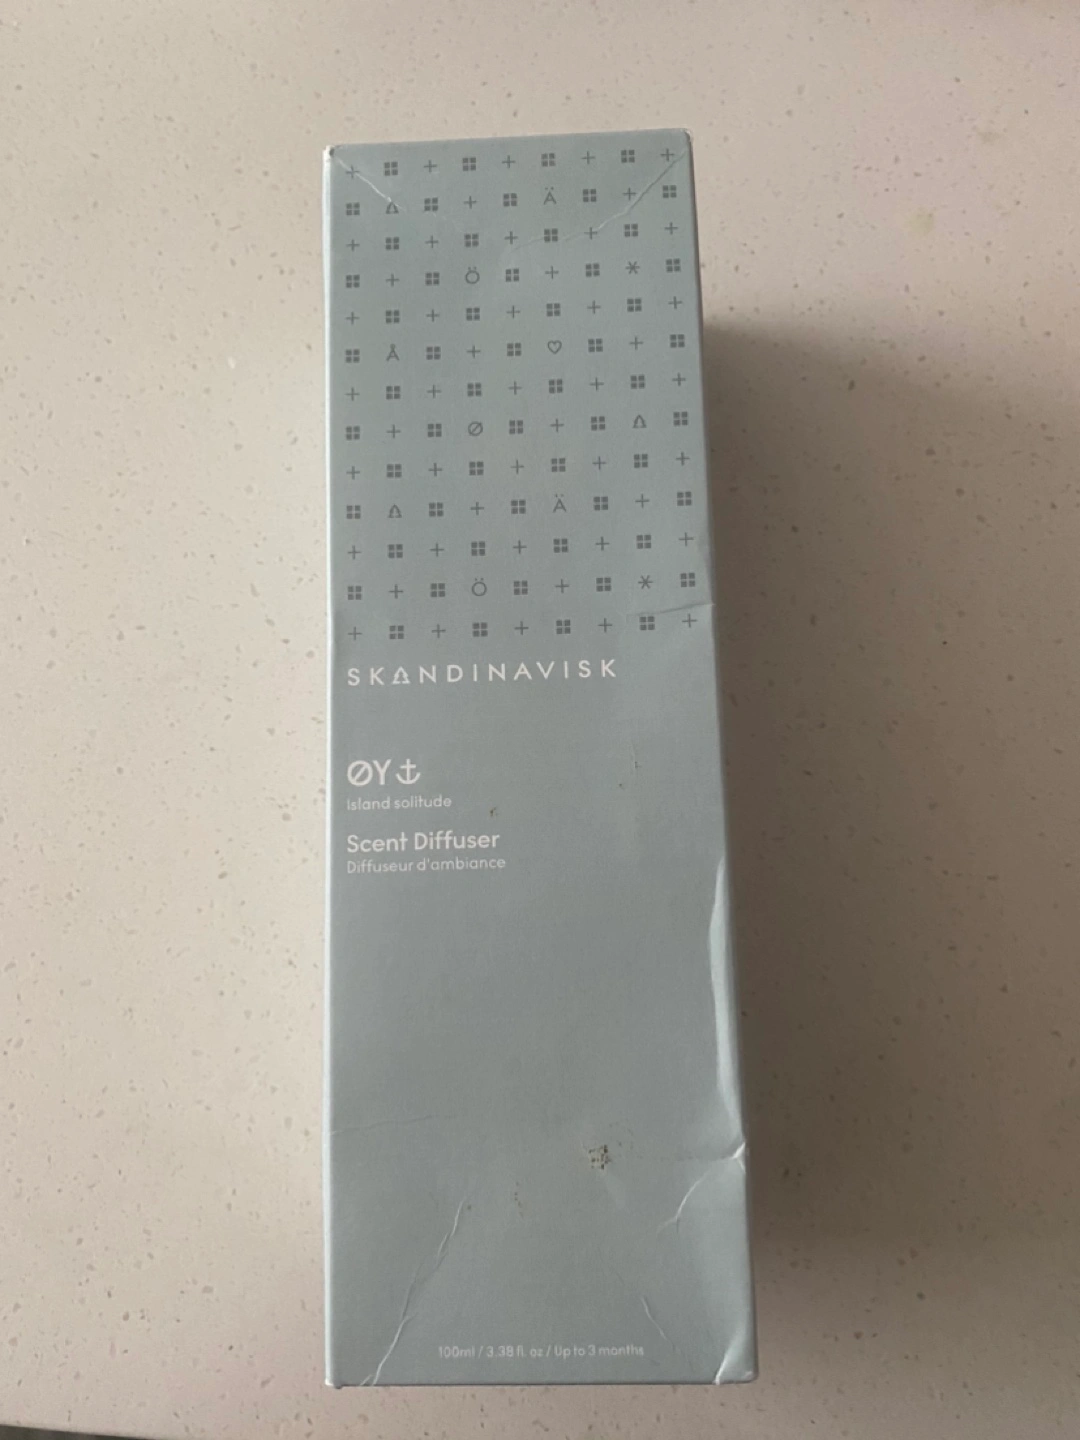 SKANDINAVISK
ØY
Island solitude
Scent Diffuser
Diffuseur d'ambiance
100ml / 3.38 fl. oz / Up to 3 months